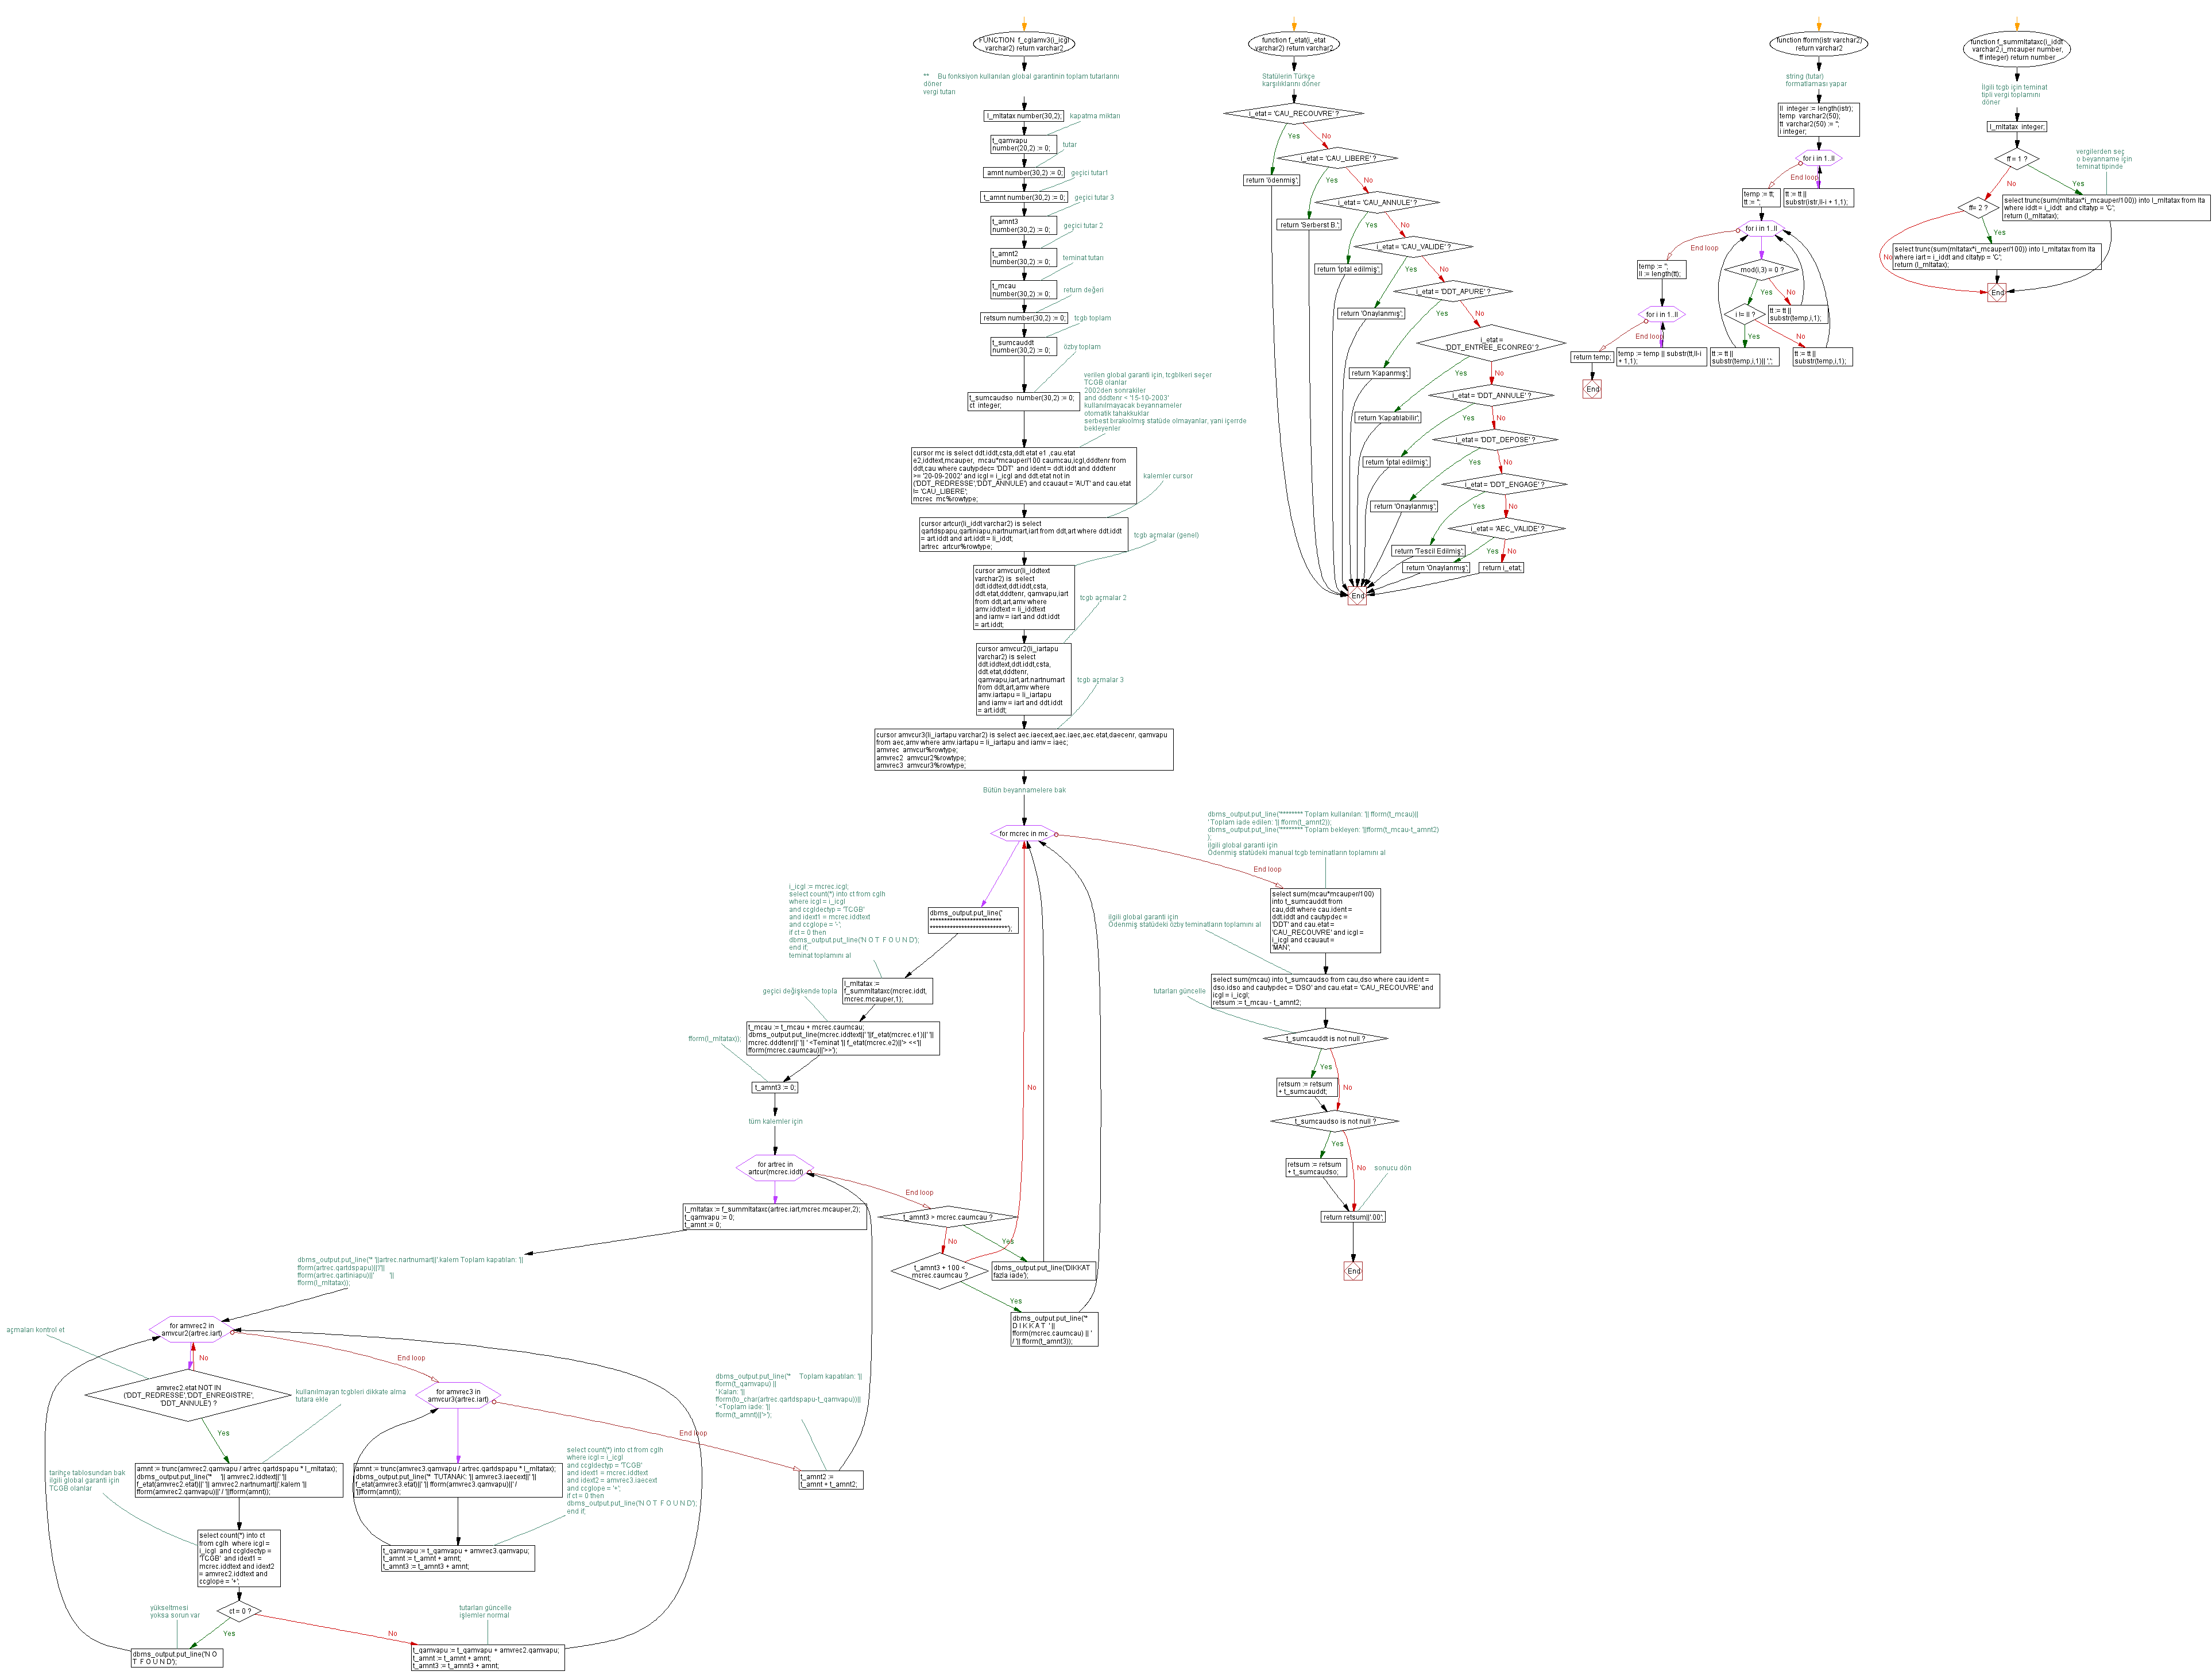 FUNCTION  f_cglamv3(i_icgl
varchar2) return varchar2
**     Bu fonksiyon kullanılan global garantinin toplam tutarlarını
döner
vergi tutarı
l_mltatax number(30,2);
kapatma miktarı
t_qamvapu
number(20,2) := 0;
tutar
amnt number(30,2) := 0;
geçici tutar1
t_amnt number(30,2) := 0;
geçici tutar 3
t_amnt3
number(30,2) := 0;
geçici tutar 2
t_amnt2
number(30,2) := 0;
teminat tutarı
t_mcau
number(30,2) := 0;
return değeri
retsum number(30,2) := 0;
tcgb toplam
t_sumcauddt
number(30,2) := 0;
özby toplam
t_sumcaudso  number(30,2) := 0;
ct  integer;
verilen global garanti için, tcgblkeri seçer
TCGB olanlar
2002den sonrakiler
and dddtenr < '15-10-2003'
kullanılmayacak beyannameler
otomatik tahakkuklar
serbest bırakıolmış statüde olmayanlar, yani içerrde
bekleyenler
cursor mc is select ddt.iddt,csta,ddt.etat e1 ,cau.etat
e2,iddtext,mcauper,  mcau*mcauper/100 caumcau,icgl,dddtenr from
ddt,cau where cautypdec= 'DDT'  and ident = ddt.iddt and dddtenr
>= '20-09-2002' and icgl = i_icgl and ddt.etat not in
('DDT_REDRESSE','DDT_ANNULE') and ccauaut = 'AUT' and cau.etat
!= 'CAU_LIBERE';
mcrec  mc%rowtype;
kalemler cursor
cursor artcur(li_iddt varchar2) is select
qartdspapu,qartiniapu,nartnumart,iart from ddt,art where ddt.iddt
= art.iddt and art.iddt = li_iddt;
artrec  artcur%rowtype;
tcgb açmalar (genel)
cursor amvcur(li_iddtext
varchar2) is  select
ddt.iddtext,ddt.iddt,csta,
ddt.etat,dddtenr, qamvapu,iart
from ddt,art,amv where
amv.iddtext = li_iddtext
and iamv = iart and ddt.iddt
= art.iddt;
tcgb açmalar 2
cursor amvcur2(li_iartapu
varchar2) is select
ddt.iddtext,ddt.iddt,csta,
ddt.etat,dddtenr,
qamvapu,iart,art.nartnumart
from ddt,art,amv where
amv.iartapu = li_iartapu
and iamv = iart and ddt.iddt
= art.iddt;
tcgb açmalar 3
cursor amvcur3(li_iartapu varchar2) is select aec.iaecext,aec.iaec,aec.etat,daecenr, qamvapu
from aec,amv where amv.iartapu = li_iartapu and iamv = iaec;
amvrec  amvcur%rowtype;
amvrec2  amvcur2%rowtype;
amvrec3  amvcur3%rowtype;
Bütün beyannamelere bak
for mcrec in mc
dbms_output.put_line('
**************************
****************************');
i_icgl := mcrec.icgl;
select count(*) into ct from cglh
where icgl = i_icgl
and ccgldectyp = 'TCGB'
and idext1 = mcrec.iddtext
and ccglope = '-';
if ct = 0 then
dbms_output.put_line('N O T  F O U N D');
end if;
teminat toplamını al
l_mltatax :=
f_summltataxc(mcrec.iddt,
mcrec.mcauper,1);
geçici değişkende topla
t_mcau := t_mcau + mcrec.caumcau;
dbms_output.put_line(mcrec.iddtext||' '||f_etat(mcrec.e1)||' '||
mcrec.dddtenr||' '|| ' <Teminat '|| f_etat(mcrec.e2)||'> <<'||
fform(mcrec.caumcau)||'>>');
fform(l_mltatax));
t_amnt3 := 0;
tüm kalemler için
for artrec in
artcur(mcrec.iddt)
l_mltatax := f_summltataxc(artrec.iart,mcrec.mcauper,2);
t_qamvapu := 0;
t_amnt := 0;
dbms_output.put_line('* '||artrec.nartnumart||'.kalem Toplam kapatılan: '||
fform(artrec.qartdspapu)||'/'||
fform(artrec.qartiniapu)||'        '||
fform(l_mltatax));
for amvrec2 in
amvcur2(artrec.iart)
açmaları kontrol et
No
amvrec2.etat NOT IN
('DDT_REDRESSE','DDT_ENREGISTRE',
'DDT_ANNULE') ?
Yes
kullanılmayan tcgbleri dikkate alma
tutara ekle
amnt := trunc(amvrec2.qamvapu / artrec.qartdspapu * l_mltatax);
dbms_output.put_line('*     '|| amvrec2.iddtext||' '||
f_etat(amvrec2.etat)||' '|| amvrec2.nartnumart||'.kalem '||
fform(amvrec2.qamvapu)||' / '||fform(amnt));
tarihçe tablosundan bak
ilgili global garanti için
TCGB olanlar
select count(*) into ct
from cglh  where icgl =
i_icgl  and ccgldectyp =
'TCGB'  and idext1 =
mcrec.iddtext and idext2
= amvrec2.iddtext and
ccglope = '+';
ct = 0 ?
yükseltmesi
yoksa sorun var
Yes
dbms_output.put_line('N O
T  F O U N D');
No
tutarları güncelle
işlemler normal
t_qamvapu := t_qamvapu + amvrec2.qamvapu;
t_amnt := t_amnt + amnt;
t_amnt3 := t_amnt3 + amnt;
End loop
for amvrec3 in
amvcur3(artrec.iart)
amnt := trunc(amvrec3.qamvapu / artrec.qartdspapu * l_mltatax);
dbms_output.put_line('*  TUTANAK: '|| amvrec3.iaecext||' '||
f_etat(amvrec3.etat)||' '|| fform(amvrec3.qamvapu)||' /
'||fform(amnt));
select count(*) into ct from cglh
where icgl = i_icgl
and ccgldectyp = 'TCGB'
and idext1 = mcrec.iddtext
and idext2 = amvrec3.iaecext
and ccglope = '+';
if ct = 0 then
dbms_output.put_line('N O T  F O U N D');
end if;
t_qamvapu := t_qamvapu + amvrec3.qamvapu;
t_amnt := t_amnt + amnt;
t_amnt3 := t_amnt3 + amnt;
End loop
dbms_output.put_line('*     Toplam kapatılan: '||
fform(t_qamvapu) ||
' Kalan: '||
fform(to_char(artrec.qartdspapu-t_qamvapu))||
' <Toplam iade: '||
fform(t_amnt)||'>');
t_amnt2 :=
t_amnt + t_amnt2;
End loop
t_amnt3 > mcrec.caumcau ?
Yes
dbms_output.put_line('DIKKAT
fazla iade');
No
t_amnt3 + 100 <
mcrec.caumcau ?
No
Yes
dbms_output.put_line('*
D I K K A T  ' ||
fform(mcrec.caumcau) || '
/ '|| fform(t_amnt3));
End loop
dbms_output.put_line('******** Toplam kullanılan: '|| fform(t_mcau)||
' Toplam iade edilen: '|| fform(t_amnt2));
dbms_output.put_line('******** Toplam bekleyen: '||fform(t_mcau-t_amnt2)
);
ilgili global garanti için
Ödenmiş statüdeki manual tcgb teminatların toplamını al
select sum(mcau*mcauper/100)
into t_sumcauddt from
cau,ddt where cau.ident =
ddt.iddt and cautypdec =
'DDT' and cau.etat =
'CAU_RECOUVRE' and icgl =
i_icgl and ccauaut =
'MAN';
ilgili global garanti için
Ödenmiş statüdeki özby teminatların toplamını al
select sum(mcau) into t_sumcaudso from cau,dso where cau.ident =
dso.idso and cautypdec = 'DSO' and cau.etat = 'CAU_RECOUVRE' and
icgl = i_icgl;
retsum := t_mcau - t_amnt2;
tutarları güncelle
t_sumcauddt is not null ?
Yes
retsum := retsum
+ t_sumcauddt;
No
t_sumcaudso is not null ?
Yes
retsum := retsum
+ t_sumcaudso;
No
sonucu dön
return retsum||'.00';
End
function f_etat(i_etat
varchar2) return varchar2
Statülerin Türkçe
karşılıklarını döner
i_etat = 'CAU_RECOUVRE' ?
Yes
No
return 'ödenmiş';
i_etat = 'CAU_LIBERE' ?
Yes
No
return 'Serberst B.';
i_etat = 'CAU_ANNULE' ?
Yes
No
return 'İptal edilmiş';
i_etat = 'CAU_VALIDE' ?
Yes
No
return 'Onaylanmış';
i_etat = 'DDT_APURE' ?
Yes
No
return 'Kapanmış';
i_etat =
'DDT_ENTREE_ECONREG' ?
Yes
No
return 'Kapatılabilir';
i_etat = 'DDT_ANNULE' ?
Yes
No
return 'İptal edilmiş';
i_etat = 'DDT_DEPOSE' ?
Yes
No
return 'Onaylanmış';
i_etat = 'DDT_ENGAGE' ?
Yes
No
return 'Tescil Edilmiş';
i_etat = 'AEC_VALIDE' ?
Yes
No
return 'Onaylanmış';
return i_etat;
End
function fform(istr varchar2)
return varchar2
string (tutar)
formatlaması yapar
ll  integer := length(istr);
temp  varchar2(50);
tt  varchar2(50) := '';
i integer;
for i in 1..ll
End loop
temp := tt;
tt := '';
tt := tt ||
substr(istr,ll-i + 1,1);
for i in 1..ll
End loop
temp := '';
ll := length(tt);
mod(i,3) = 0 ?
Yes
No
i != ll ?
tt := tt ||
substr(temp,i,1);
Yes
No
tt := tt ||
substr(temp,i,1)|| ',';
tt := tt ||
substr(temp,i,1);
for i in 1..ll
End loop
return temp;
temp := temp || substr(tt,ll-i
+ 1,1);
End
function f_summltataxc(i_iddt
varchar2,i_mcauper number,
ff integer) return number
İlgili tcgb için teminat
tipli vergi toplamını
döner
l_mltatax  integer;
ff = 1 ?
vergilerden seç
o beyanname için
teminat tipinde
No
Yes
select trunc(sum(mltatax*i_mcauper/100)) into l_mltatax from lta
where iddt = i_iddt  and cltatyp = 'C';
return (l_mltatax);
ff= 2 ?
Yes
No
select trunc(sum(mltatax*i_mcauper/100)) into l_mltatax from lta
where iart = i_iddt and cltatyp = 'C';
return (l_mltatax);
End